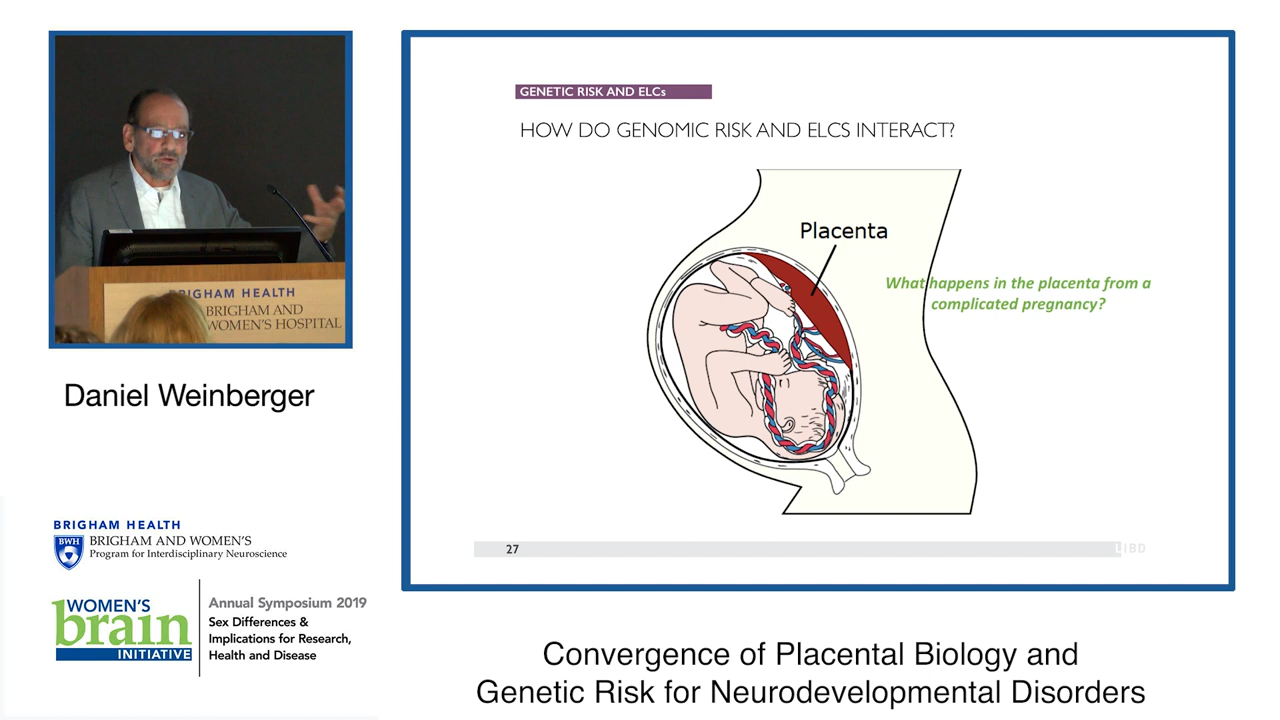 BRIGHAM HEALTH
BRIGHAM AND
WOMEN'S HOSPITAL
Daniel Weinberger
BRIGHAM HEALTH
BWH
BRIGHAM AND WOMEN'S
Program for Interdisciplinary Neuroscience
WOMEN'S
brain
INITIATIVE
Annual Symposium 2019
Sex Differences &
Implications for Research,
Health and Disease
GENETIC RISK AND ELCs
HOW DO GENOMIC RISK AND ELCS INTERACT?
Placenta
What happens in the placenta from a
complicated pregnancy?
27
LIBD
Convergence of Placental Biology and
Genetic Risk for Neurodevelopmental Disorders